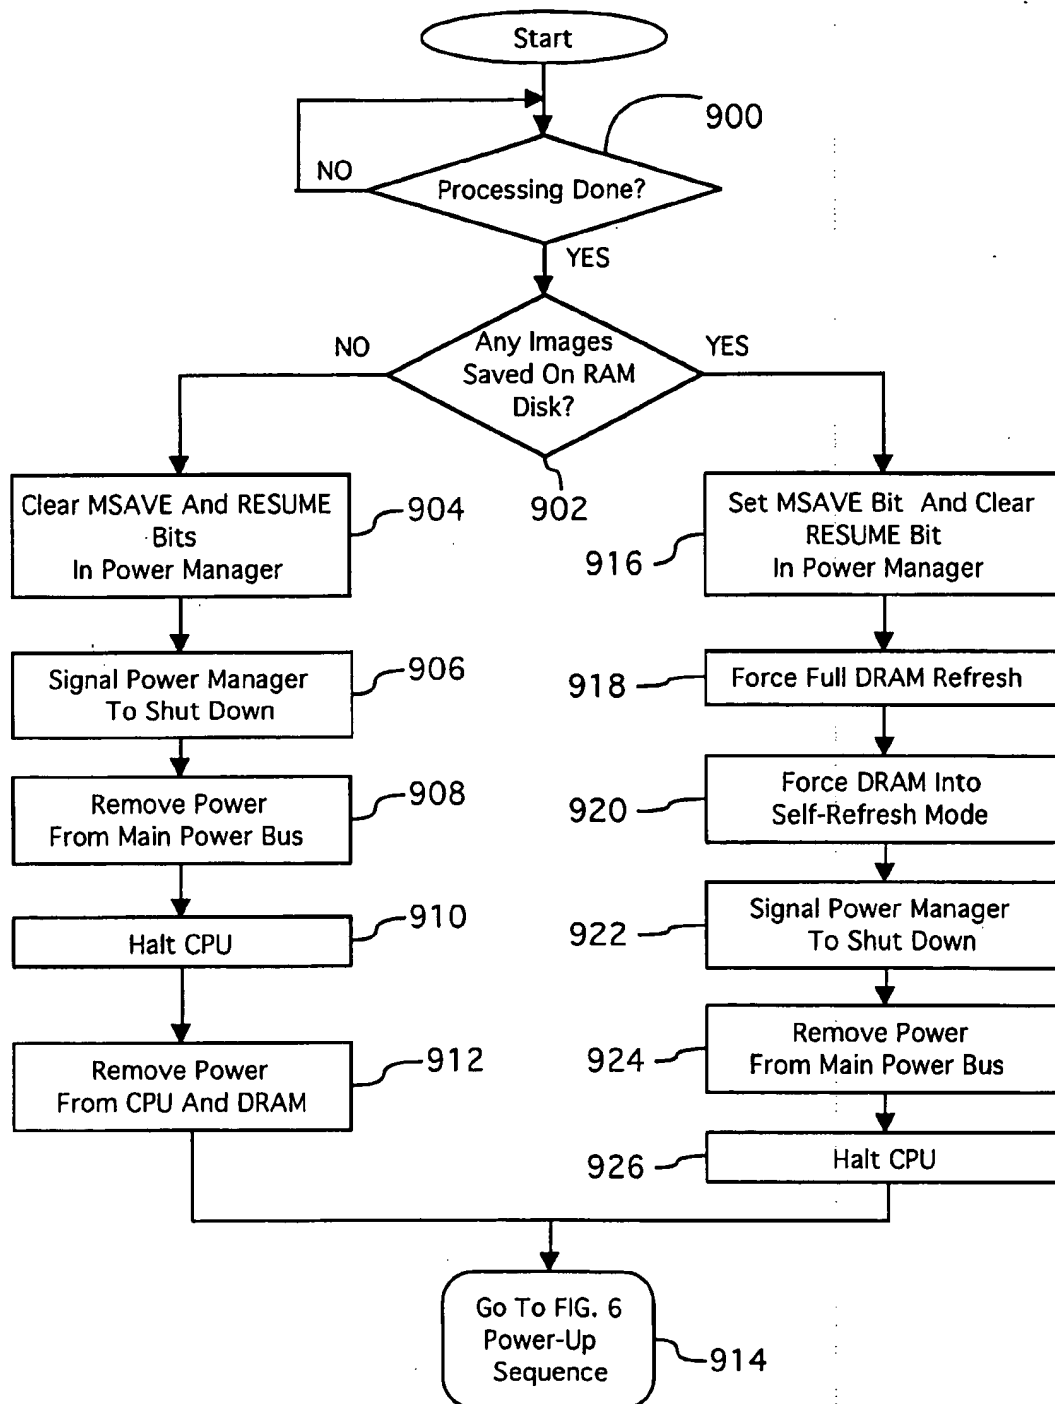 Start
900
NO
Processing Done?
YES
NO
Any Images
Saved On RAM
Disk?
YES
902
Clear MSAVE And RESUME
Bits
In Power Manager
904
Signal Power Manager
To Shut Down
906
Remove Power
From Main Power Bus
908
Halt CPU
910
Remove Power
From CPU And DRAM
912
Set MSAVE Bit And Clear
RESUME Bit
In Power Manager
916
Force Full DRAM Refresh
918
Force DRAM Into
Self-Refresh Mode
920
Signal Power Manager
To Shut Down
922
Remove Power
From Main Power Bus
924
Halt CPU
926
Go To FIG. 6
Power-Up
Sequence
914